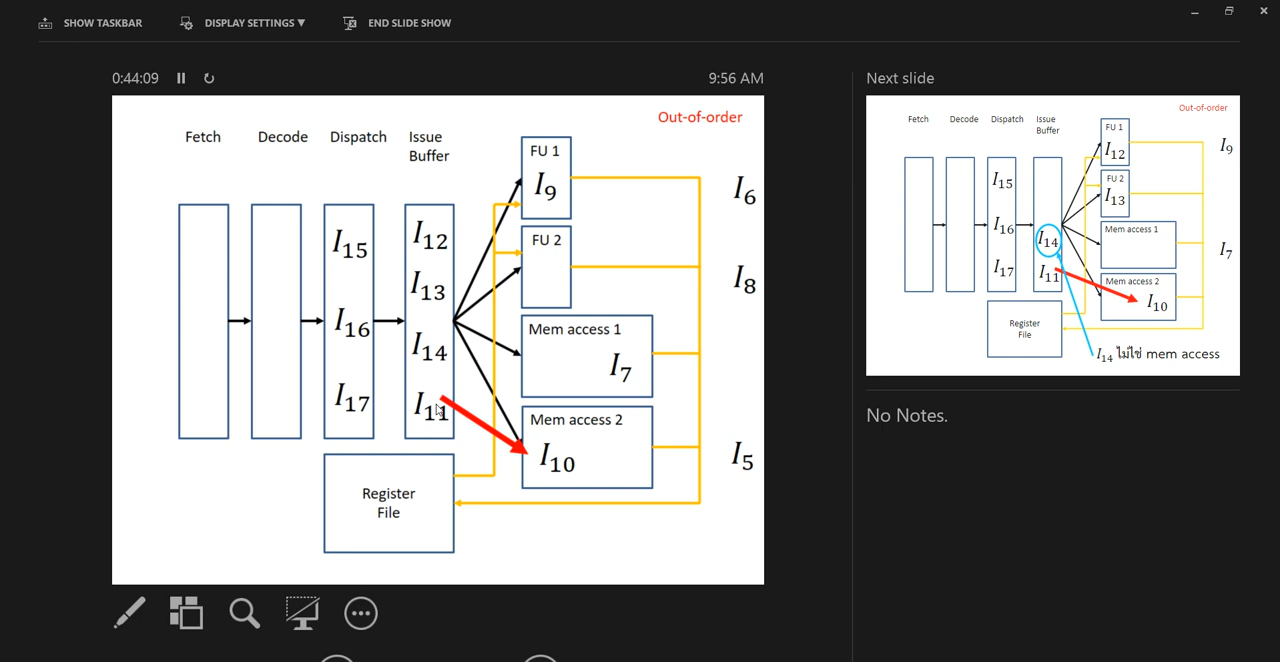 SHOW TASKBAR
DISPLAY SETTINGS ▼
END SLIDE SHOW
0:44:09
9:56 AM
Next slide
Out-of-order
Fetch
Decode
Dispatch
Issue
Buffer
FU 1
I9
FU 2
Mem access 1
I7
Mem access 2
I10
I15
I16
I17
I12
I13
I14
I11
Register
File
I6
I8
I5
Out-of-order
Fetch
Decode
Dispatch
Issue
Buffer
FU 1
I12
FU 2
I13
Mem access 1
Mem access 2
I10
I15
I16
I17
I14
I11
Register
File
I9
I7
I14 ไม่ใช่ mem access
No Notes.